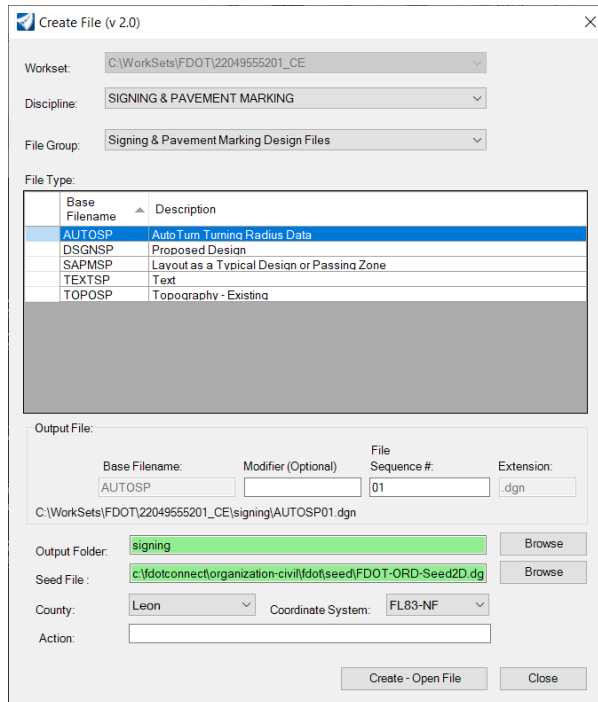 Create File (v 2.0)
Workset: C:\WorkSets\FDOT\22049555201_CE
Discipline: SIGNING & PAVEMENT MARKING
File Group: Signing & Pavement Marking Design Files
File Type:
Base Filename Description
AUTOSP AutoTurn Turning Radius Data
DSGNSP Proposed Design
SAPMSP Layout as a Typical Design or Passing Zone
TEXTSP Text
TOPOSP Topography - Existing
Output File:
Base Filename: Modifier (Optional) File Sequence #: Extension:
AUTOSP 01 .dgn
C:\WorkSets\FDOT\22049555201_CE\signing\AUTOSP01.dgn
Output Folder: signing Browse
Seed File : c:\fdotconnect\organization-civil\fdot\seed\FDOT-ORD-Seed2D.dg Browse
County: Leon Coordinate System: FL83-NF
Action:
Create - Open File Close